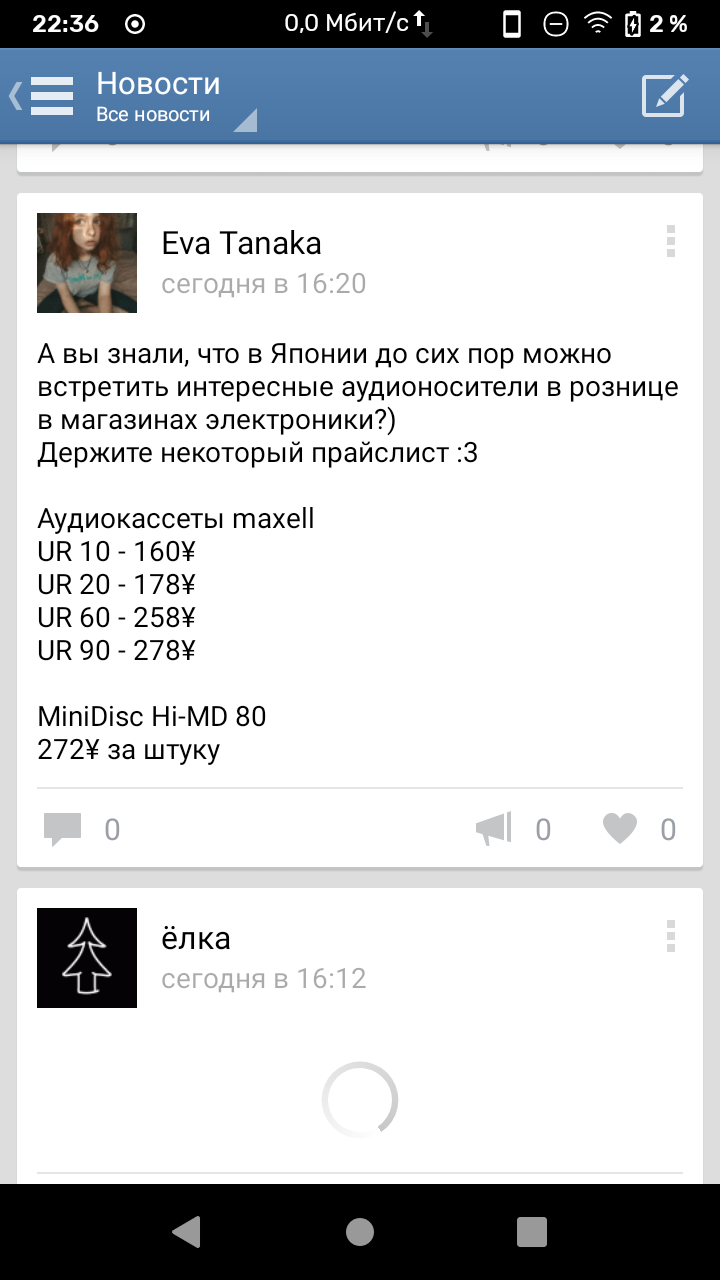 22:36 0,0 Мбит/с 2 %
Новости
Все новости
Eva Tanaka
сегодня в 16:20
А вы знали, что в Японии до сих пор можно
встретить интересные аудионосители в рознице
в магазинах электроники?)
Держите некоторый прайслист :3
Аудиокассеты maxell
UR 10 - 160¥
UR 20 - 178¥
UR 60 - 258¥
UR 90 - 278¥
MiniDisc Hi-MD 80
272¥ за штуку
0 0 0
ёлка
сегодня в 16:12